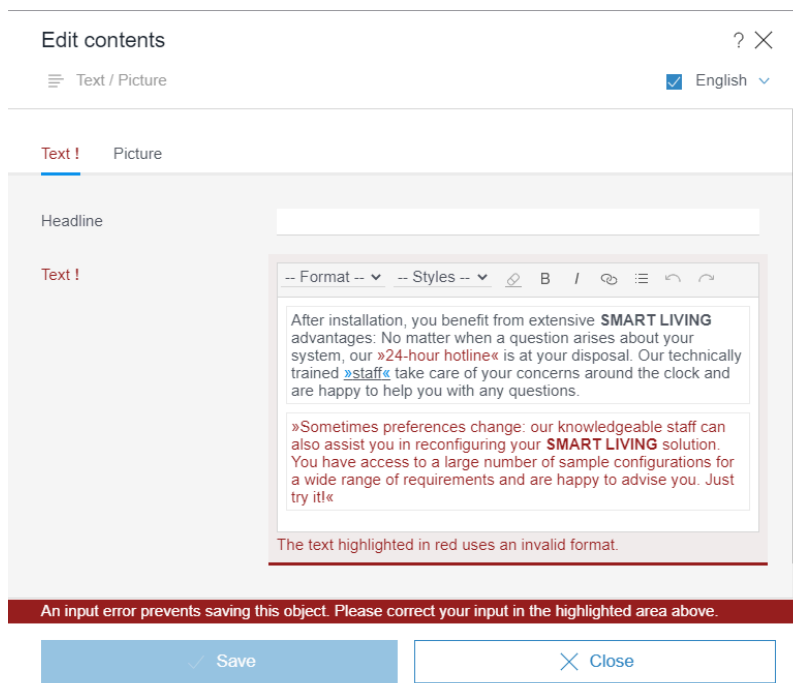 Edit contents
?
Text / Picture
English
Text !
Picture
Headline
Text !
-- Format --
-- Styles --
B
I
After installation, you benefit from extensive SMART LIVING
advantages: No matter when a question arises about your
system, our »24-hour hotline« is at your disposal. Our technically
trained »staff« take care of your concerns around the clock and
are happy to help you with any questions.
»Sometimes preferences change: our knowledgeable staff can
also assist you in reconfiguring your SMART LIVING solution.
You have access to a large number of sample configurations for
a wide range of requirements and are happy to advise you. Just
try it!«
The text highlighted in red uses an invalid format.
An input error prevents saving this object. Please correct your input in the highlighted area above.
Save
Close